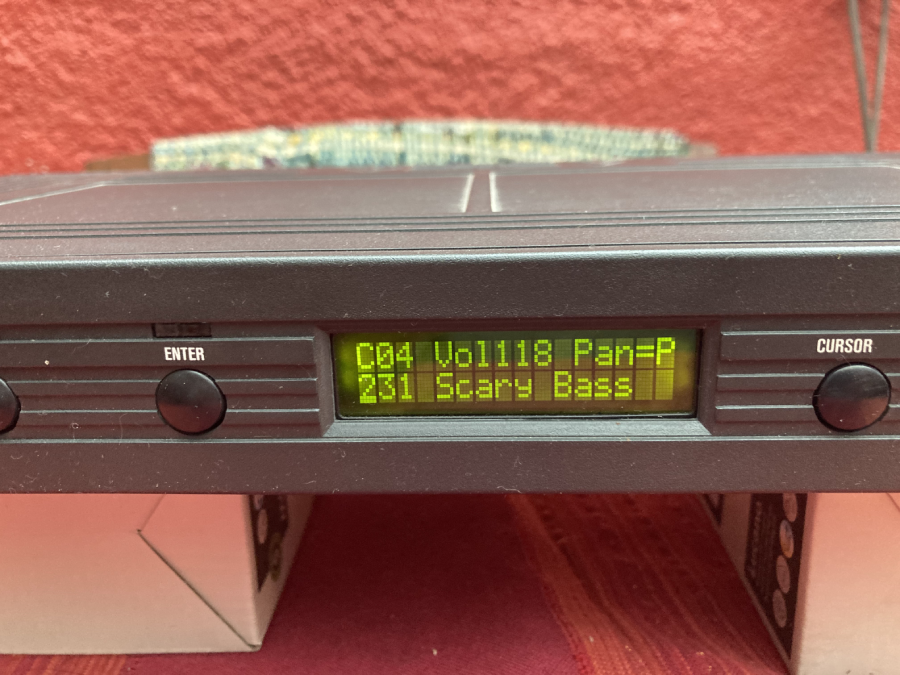 ENTER
C04 Vol118 Pan=P
231 Scary Bass
CURSOR